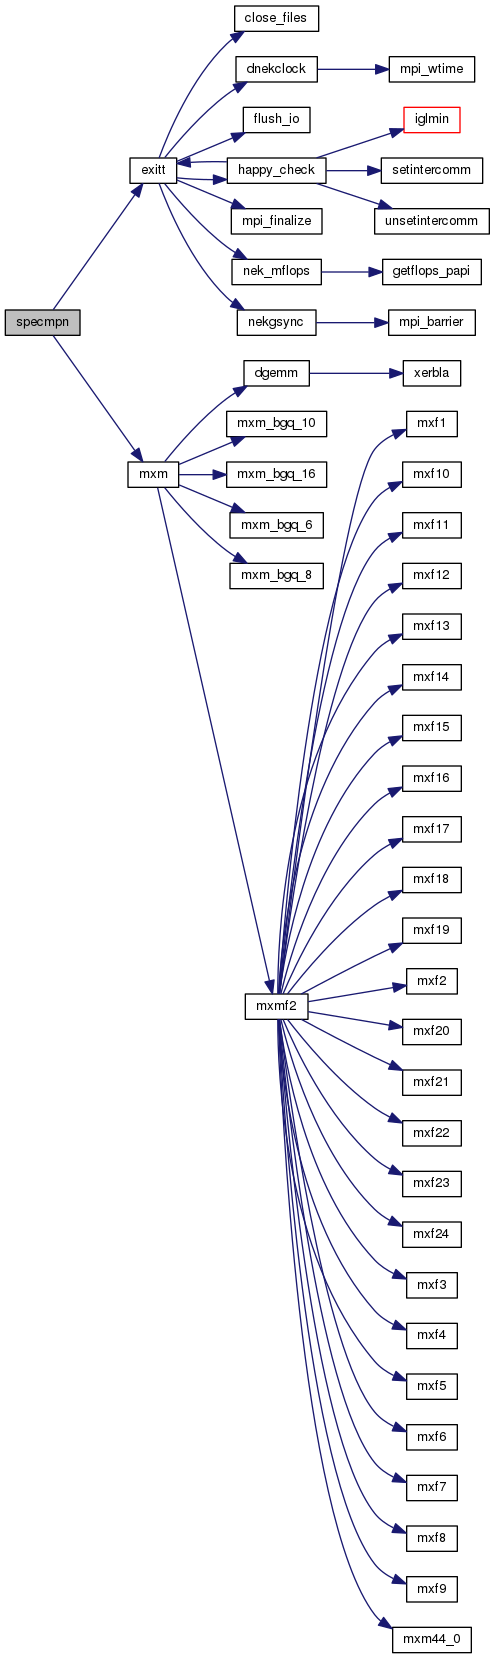 close_files
dnekclock
mpi_wtime
flush_io
iglmin
exitt
happy_check
setintercomm
mpi_finalize
unsetintercomm
nek_mflops
getflops_papi
specmpn
nekgsync
mpi_barrier
dgemm
xerbla
mxm_bgq_10
mxf1
mxm
mxm_bgq_16
mxf10
mxm_bgq_6
mxf11
mxm_bgq_8
mxf12
mxf13
mxf14
mxf15
mxf16
mxf17
mxf18
mxf19
mxf2
mxmf2
mxf20
mxf21
mxf22
mxf23
mxf24
mxf3
mxf4
mxf5
mxf6
mxf7
mxf8
mxf9
mxm44_0